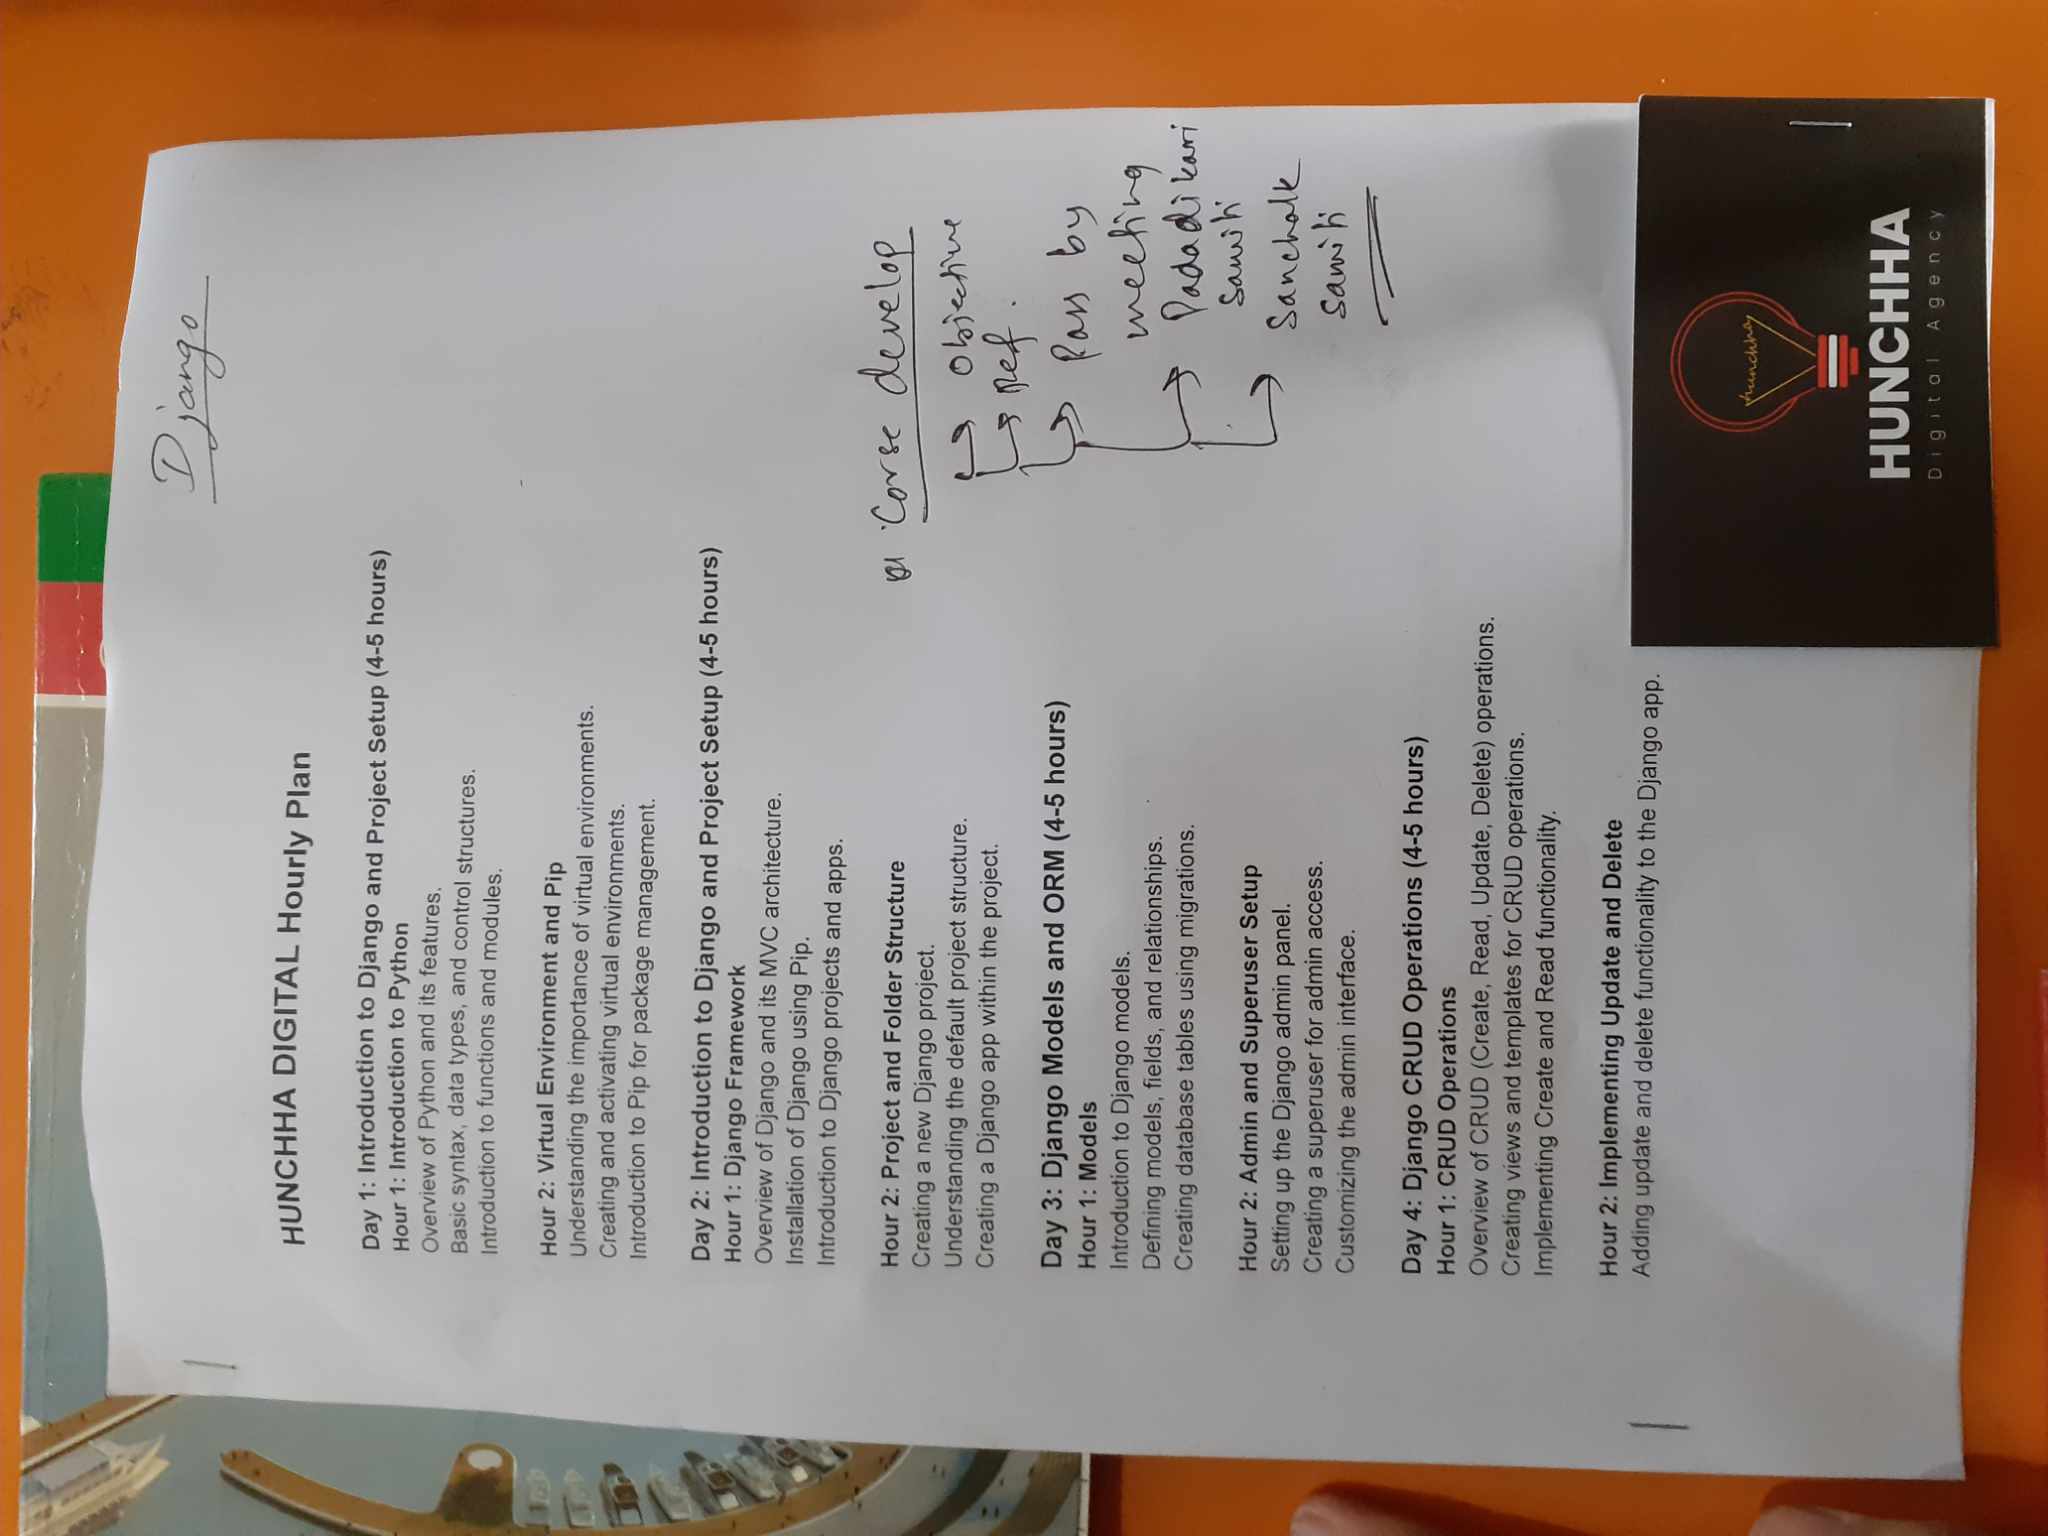 Django
HUNCHHA DIGITAL Hourly Plan
Day 1: Introduction to Django and Project Setup (4-5 hours)
Hour 1: Introduction to Python
Overview of Python and its features.
Basic syntax, data types, and control structures.
Introduction to functions and modules.
Hour 2: Virtual Environment and Pip
Understanding the importance of virtual environments.
Creating and activating virtual environments.
Introduction to Pip for package management.
Day 2: Introduction to Django and Project Setup (4-5 hours)
Hour 1: Django Framework
Overview of Django and its MVC architecture.
Installation of Django using Pip.
Introduction to Django projects and apps.
Hour 2: Project and Folder Structure
Creating a new Django project.
Understanding the default project structure.
Creating a Django app within the project.
Day 3: Django Models and ORM (4-5 hours)
Hour 1: Models
Introduction to Django models.
Defining models, fields, and relationships.
Creating database tables using migrations.
Hour 2: Admin and Superuser Setup
Setting up the Django admin panel.
Creating a superuser for admin access.
Customizing the admin interface.
Day 4: Django CRUD Operations (4-5 hours)
Hour 1: CRUD Operations
Overview of CRUD (Create, Read, Update, Delete) operations.
Creating views and templates for CRUD operations.
Implementing Create and Read functionality.
Hour 2: Implementing Update and Delete
Adding update and delete functionality to the Django app.
Corse develop
Objective
Ref.
Pass by
meeting
Padadikari
samiti
Sanchalk
samiti
hunchha
HUNCHHA
Digital Agency